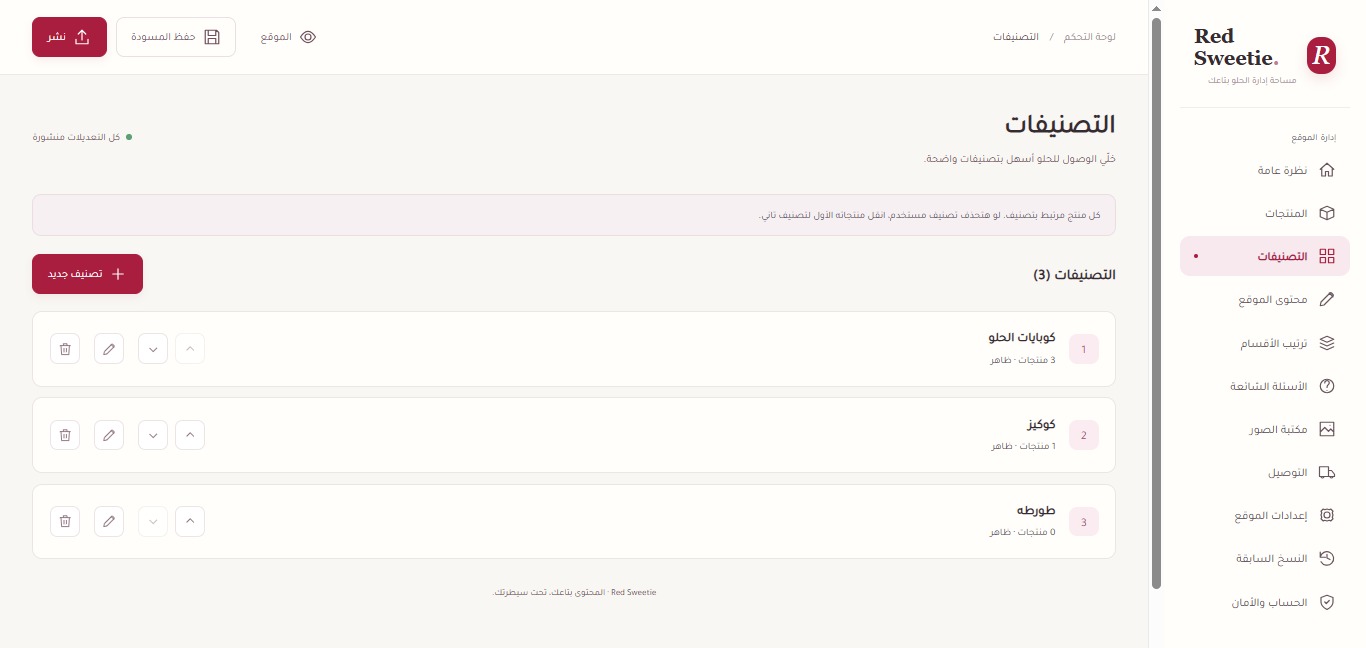 Red
Sweetie.
R
مساحة إدارة الحلو بتاعك
إدارة الموقع
نظرة عامة
المنتجات
التصنيفات
محتوى الموقع
ترتيب الأقسام
الأسئلة الشائعة
مكتبة الصور
التوصيل
إعدادات الموقع
النسخ السابقة
الحساب والأمان
لوحة التحكم / التصنيفات
الموقع
حفظ المسودة
نشر
التصنيفات
خلّي الوصول للحلو أسهل بتصنيفات واضحة.
كل التعديلات منشورة
كل منتج مرتبط بتصنيف. لو هتحذف تصنيف مستخدم، انقل منتجاته الأول لتصنيف تاني.
التصنيفات (3)
تصنيف جديد
1
كوبايات الحلو
3 منتجات · ظاهر
2
كوكيز
1 منتجات · ظاهر
3
طورطه
0 منتجات · ظاهر
Red Sweetie · المحتوى بتاعك، تحت سيطرتك.